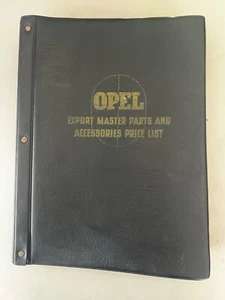 OPEL
EXPORT MASTER PARTS AND
ACCESSORIES PRICE LIST